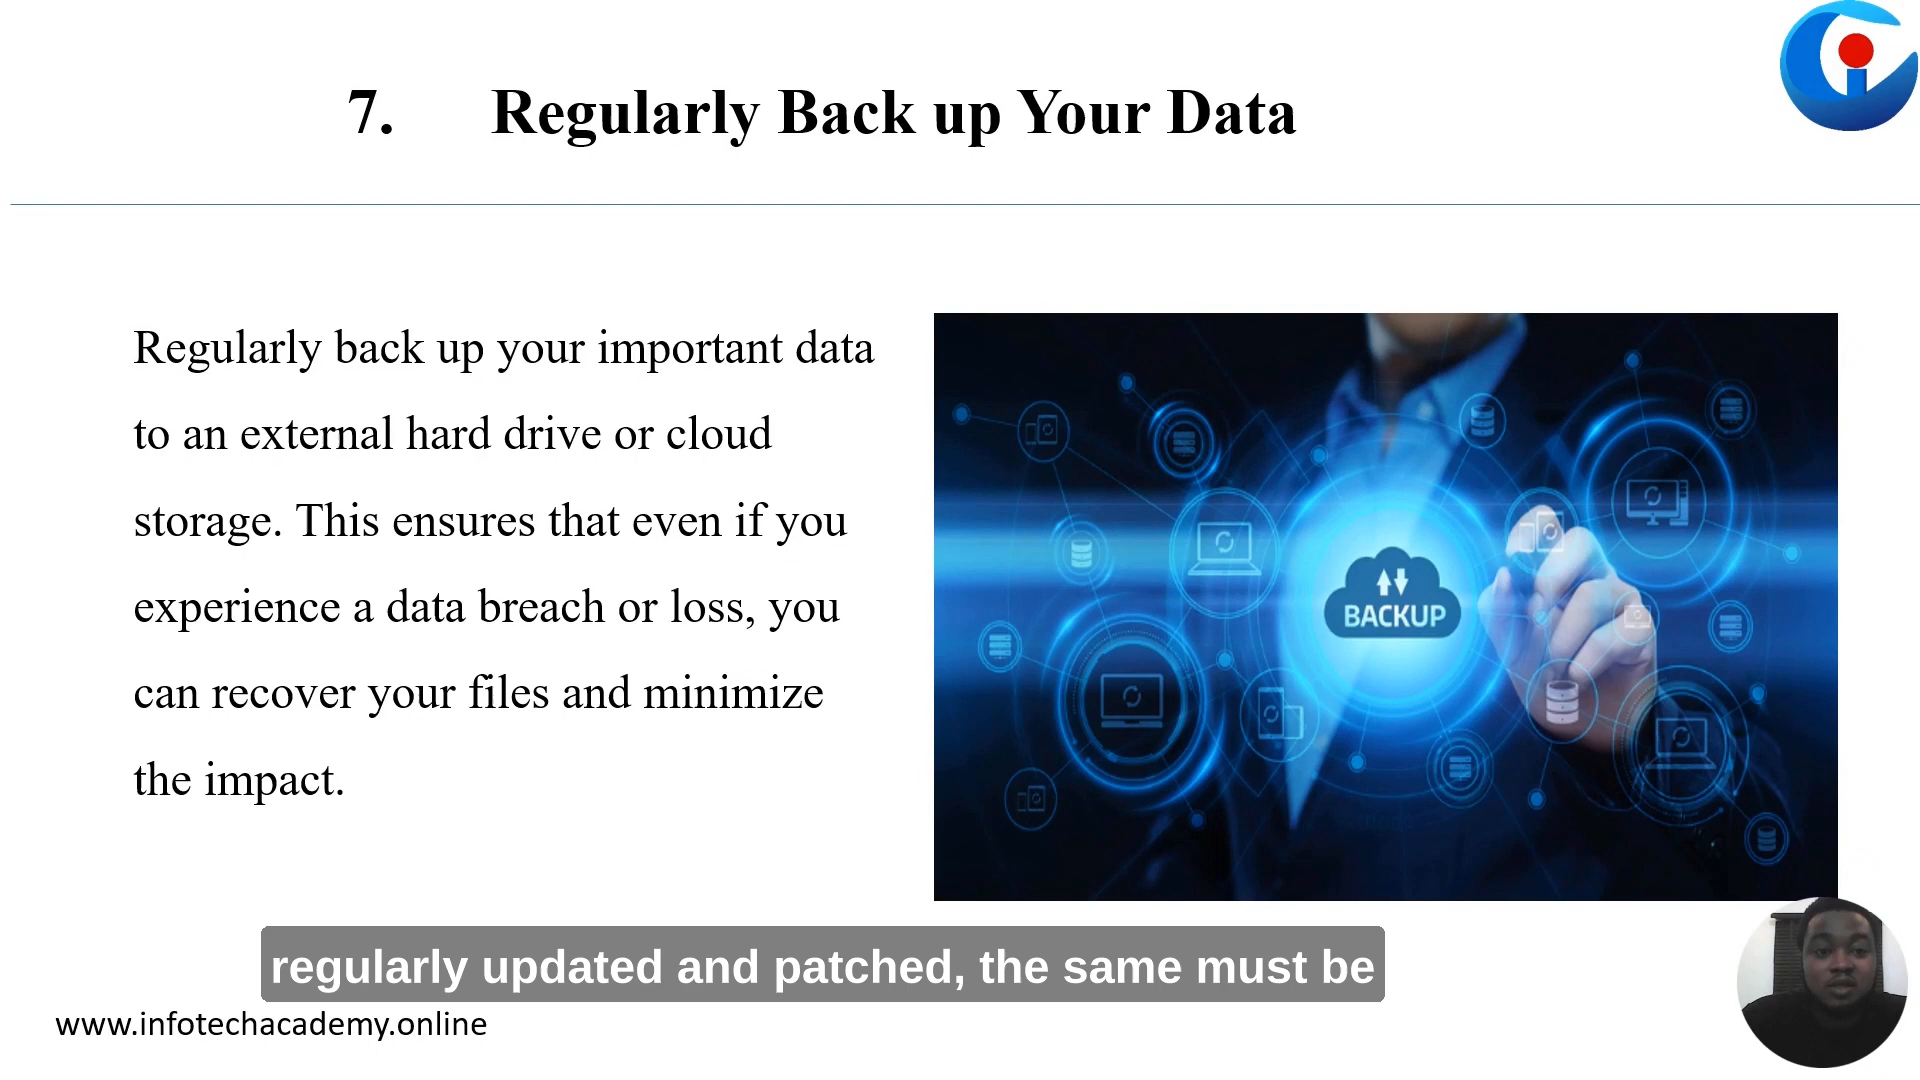 7. Regularly Back up Your Data
Regularly back up your important data
to an external hard drive or cloud
storage. This ensures that even if you
experience a data breach or loss, you
can recover your files and minimize
the impact.
BACKUP
regularly updated and patched, the same must be
www.infotechacademy.online